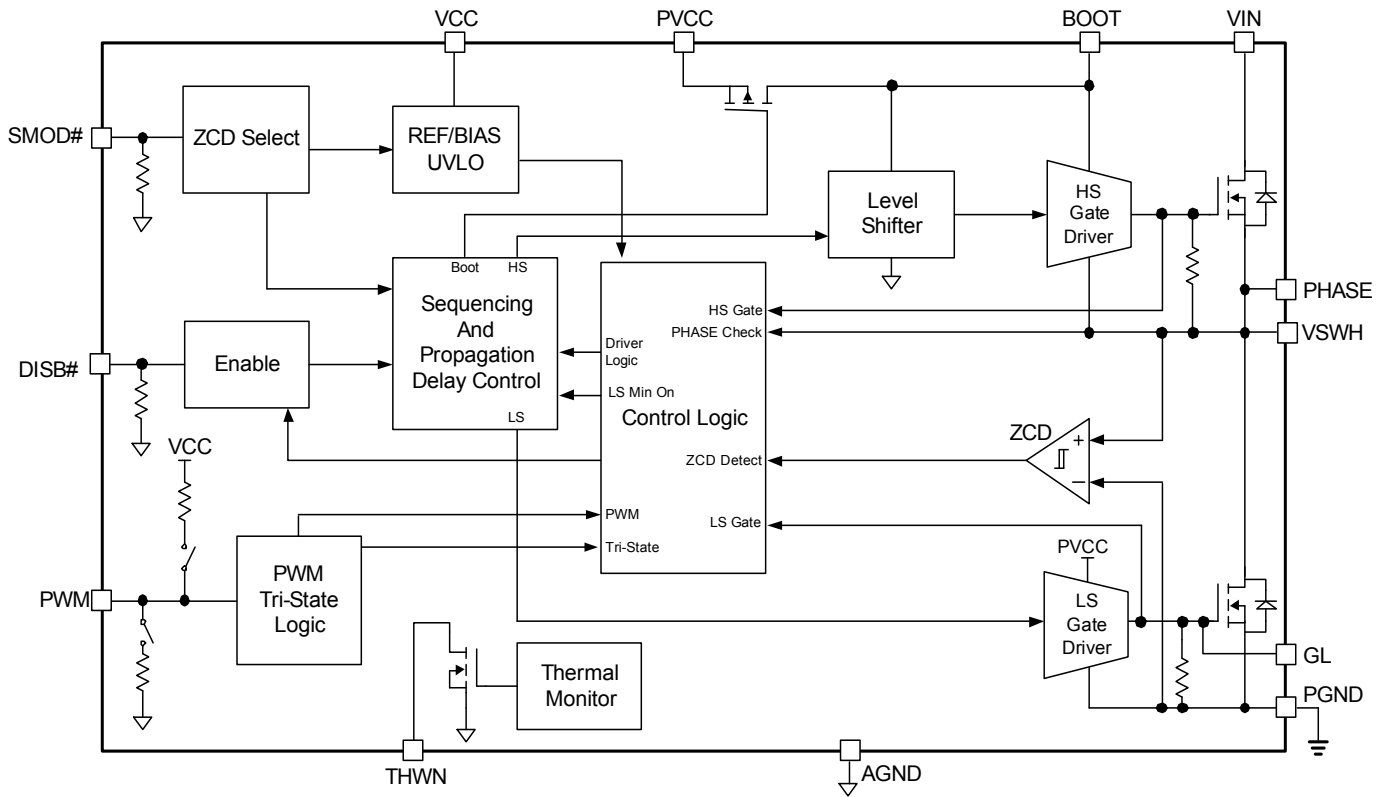 VCC
PVCC
BOOT
VIN
SMOD#
ZCD Select
REF/BIAS
UVLO
Level
Shifter
HS
Gate
Driver
Boot
HS
Sequencing
And
Propagation
Delay Control
LS
HS Gate
PHASE Check
Driver
Logic
LS Min On
Control Logic
ZCD Detect
LS Gate
PWM
Tri-State
PHASE
VSWH
DISB#
Enable
VCC
ZCD
+
−
PWM
PWM
Tri-State
Logic
PVCC
LS
Gate
Driver
GL
PGND
Thermal
Monitor
THWN
AGND